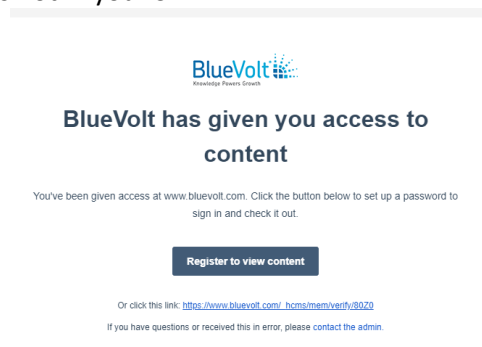 BlueVolt
Knowledge Powers Growth
BlueVolt has given you access to
content
You've been given access at www.bluevolt.com. Click the button below to set up a password to
sign in and check it out.
Register to view content
Or click this link: https://www.bluevolt.com/_hcms/mem/verify/80Z0
If you have questions or received this in error, please contact the admin.